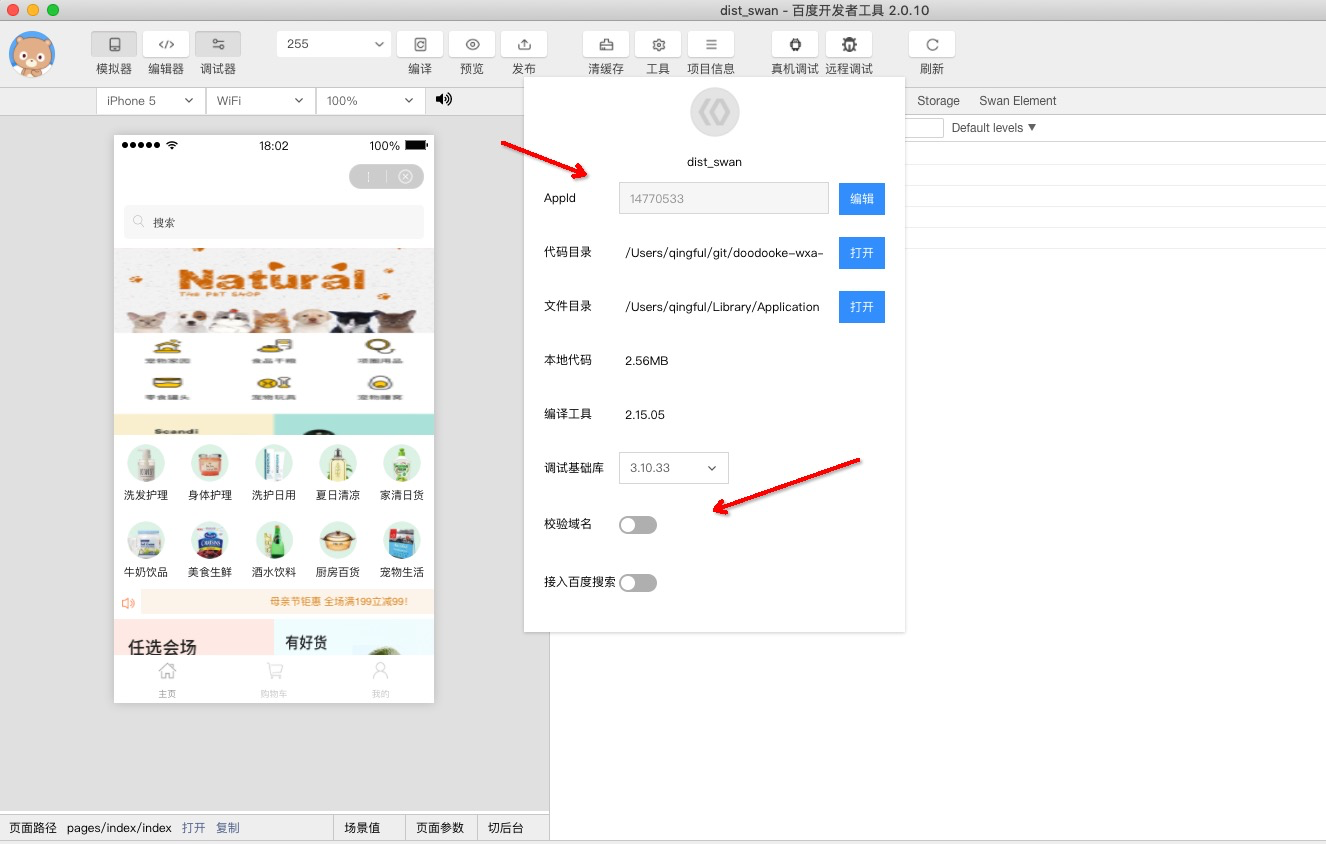 dist_swan - 百度开发者工具 2.0.10
模拟器 编辑器 调试器 255 编译 预览 发布 清缓存 工具 项目信息 真机调试 远程调试 刷新
iPhone 5 WiFi 100%
Storage Swan Element
Default levels ▼
18:02 100%
搜索
Natural
THE PET SHOP
宠物家园 食品干粮 项圈用品
零食罐头 宠物玩具 宠物睡窝
Scandi
洗发护理 身体护理 洗护日用 夏日清凉 家清日货
牛奶饮品 美食生鲜 酒水饮料 厨房百货 宠物生活
母亲节钜惠 全场满199立减99!
任选会场 有好货
主页 购物车 我的
dist_swan
AppId 14770533 编辑
代码目录 /Users/qingful/git/doodooke-wxa- 打开
文件目录 /Users/qingful/Library/Application 打开
本地代码 2.56MB
编译工具 2.15.05
调试基础库 3.10.33
校验域名
接入百度搜索
页面路径 pages/index/index 打开 复制 场景值 页面参数 切后台